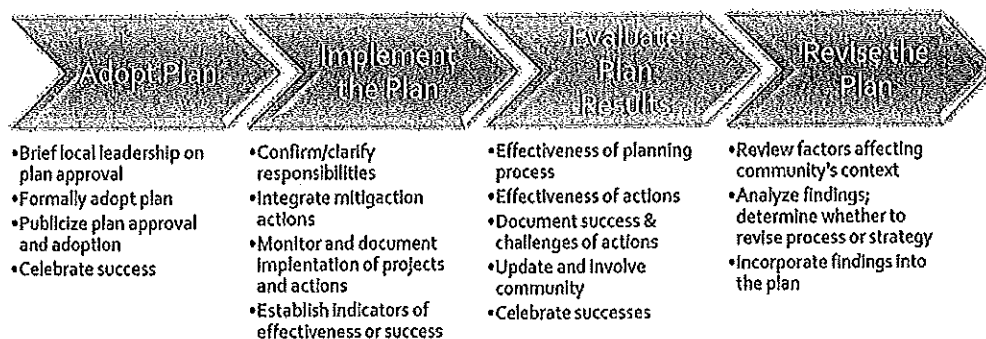 Adopt Plan
•Brief local leadership on
plan approval
•Formally adopt plan
•Publicize plan approval
and adoption
•Celebrate success
Implement
the Plan
•Confirm/clarify
responsibilities
•Integrate mitigaction
actions
•Monitor and document
implentation of projects
and actions
•Establish indicators of
effectiveness or success
Evaluate
Plan
Results
•Effectiveness of planning
process
•Effectiveness of actions
•Document success &
challenges of actions
•Update and involve
community
•Celebrate successes
Revise the
Plan
•Review factors affecting
community's context
•Analyze findings;
determine whether to
revise process or strategy
•Incorporate findings into
the plan